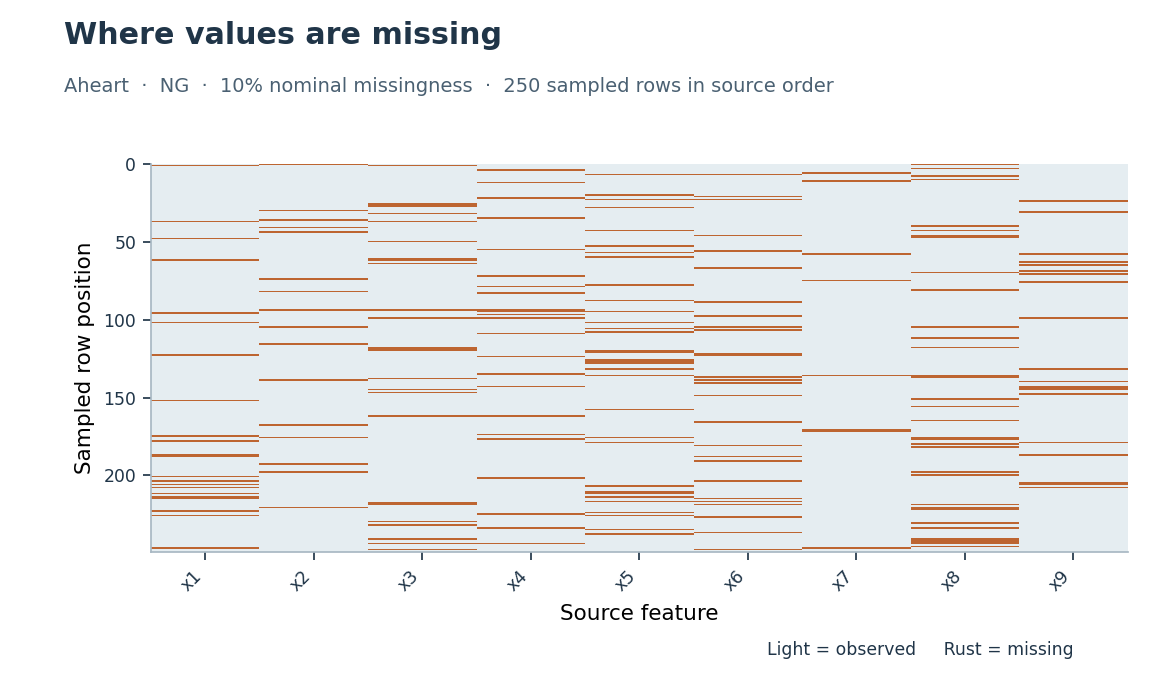 Where values are missing
Aheart · NG · 10% nominal missingness · 250 sampled rows in source order
0
50
100
150
200
Sampled row position
x1 x2 x3 x4 x5 x6 x7 x8 x9
Source feature
Light = observed Rust = missing